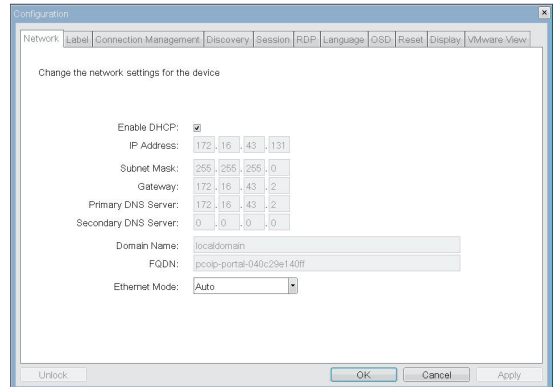 Configuration
Network Label Connection Management Discovery Session RDP Language OSD Reset Display VMware View
Change the network settings for the device
Enable DHCP:
IP Address: 172 . 16 . 43 . 131
Subnet Mask: 255 . 255 . 255 . 0
Gateway: 172 . 16 . 43 . 2
Primary DNS Server: 172 . 16 . 43 . 2
Secondary DNS Server: 0 . 0 . 0 . 0
Domain Name: localdomain
FQDN: pcoip-portal-040c29e140ff
Ethernet Mode: Auto
Unlock OK Cancel Apply